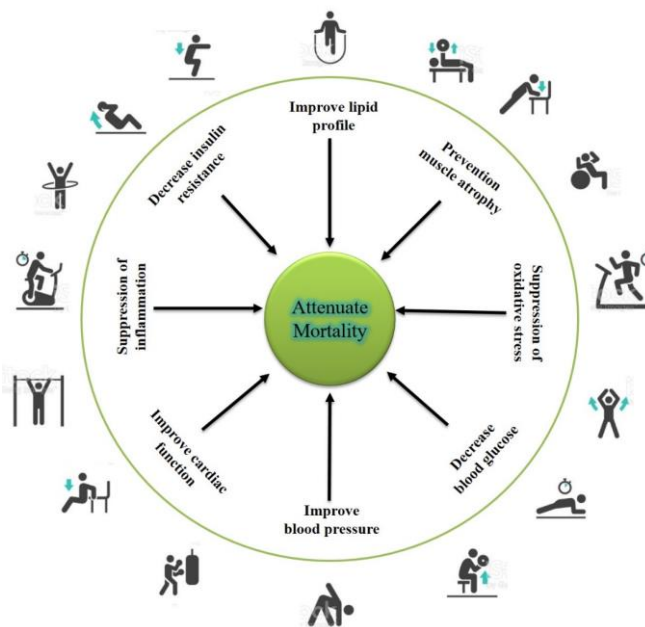 Improve lipid
profile
Prevention
muscle atrophy
Suppression of
oxidative stress
Decrease
blood glucose
Improve
blood pressure
Improve cardiac
function
Suppression of
inflammation
Decrease insulin
resistance
Attenuate
Mortality